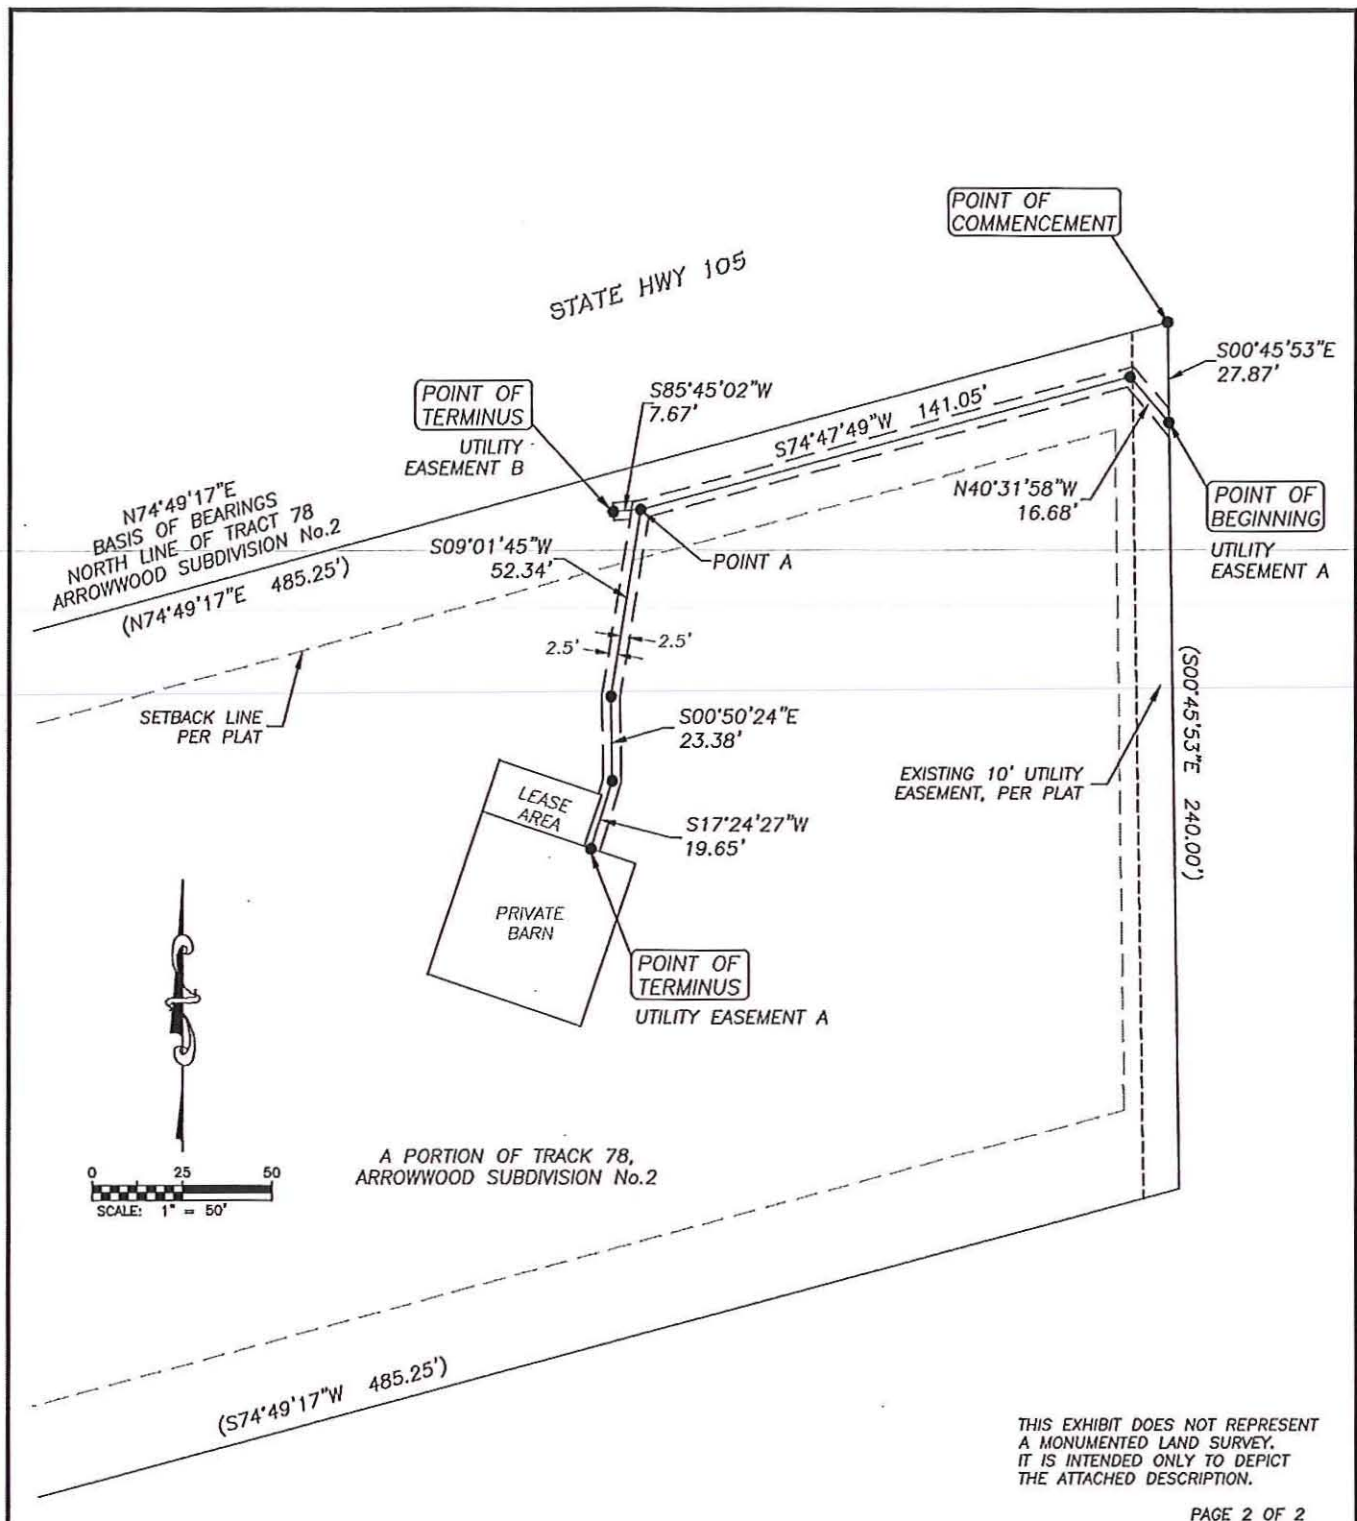 POINT OF
COMMENCEMENT
STATE HWY 105
S00°45'53"E
27.87'
POINT OF
TERMINUS
UTILITY
EASEMENT B
S85°45'02"W
7.67'
S74°47'49"W 141.05'
N40°31'58"W
16.68'
POINT OF
BEGINNING
UTILITY
EASEMENT A
N74°49'17"E
BASIS OF BEARINGS
NORTH LINE OF TRACT 78
ARROWWOOD SUBDIVISION No.2
(N74°49'17"E 485.25')
S09°01'45"W
52.34'
POINT A
2.5'
2.5'
SETBACK LINE
PER PLAT
S00°50'24"E
23.38'
(S00°45'53"E 240.00')
EXISTING 10' UTILITY
EASEMENT, PER PLAT
LEASE
AREA
S17°24'27"W
19.65'
PRIVATE
BARN
POINT OF
TERMINUS
UTILITY EASEMENT A
0 25 50
SCALE: 1" = 50'
A PORTION OF TRACK 78,
ARROWWOOD SUBDIVISION No.2
(S74°49'17"W 485.25')
THIS EXHIBIT DOES NOT REPRESENT
A MONUMENTED LAND SURVEY.
IT IS INTENDED ONLY TO DEPICT
THE ATTACHED DESCRIPTION.
PAGE 2 OF 2